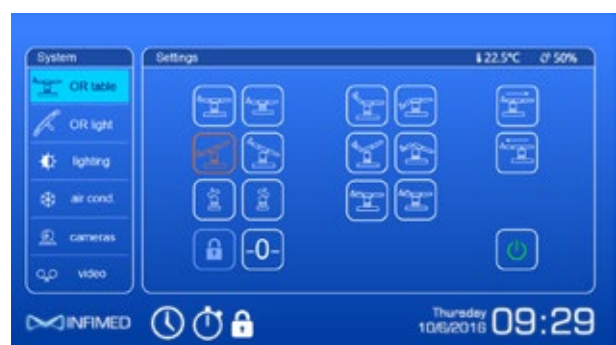 System
OR table
OR light
lighting
air cond.
cameras
video
Settings
22.5°C 50%
-0-
INFIMED
Thursday
10/6/2016
09:29